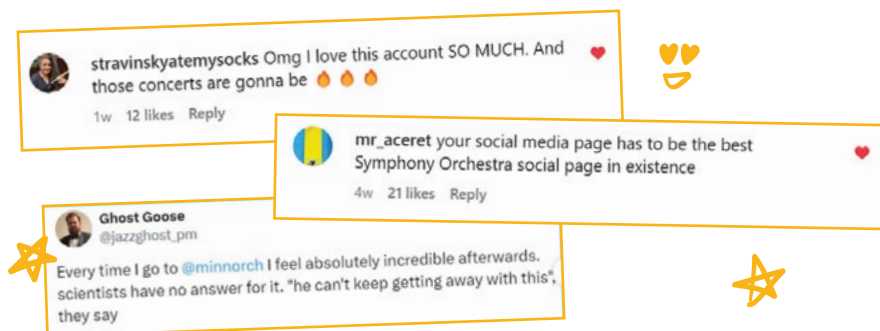 stravinskyatemysocks Omg I love this account SO MUCH. And
those concerts are gonna be 🔥 🔥 🔥
1w 12 likes Reply
mr_aceret your social media page has to be the best
Symphony Orchestra social page in existence
4w 21 likes Reply
Ghost Goose
@jazzghost_pm
Every time I go to @minnorch I feel absolutely incredible afterwards.
scientists have no answer for it. "he can't keep getting away with this",
they say